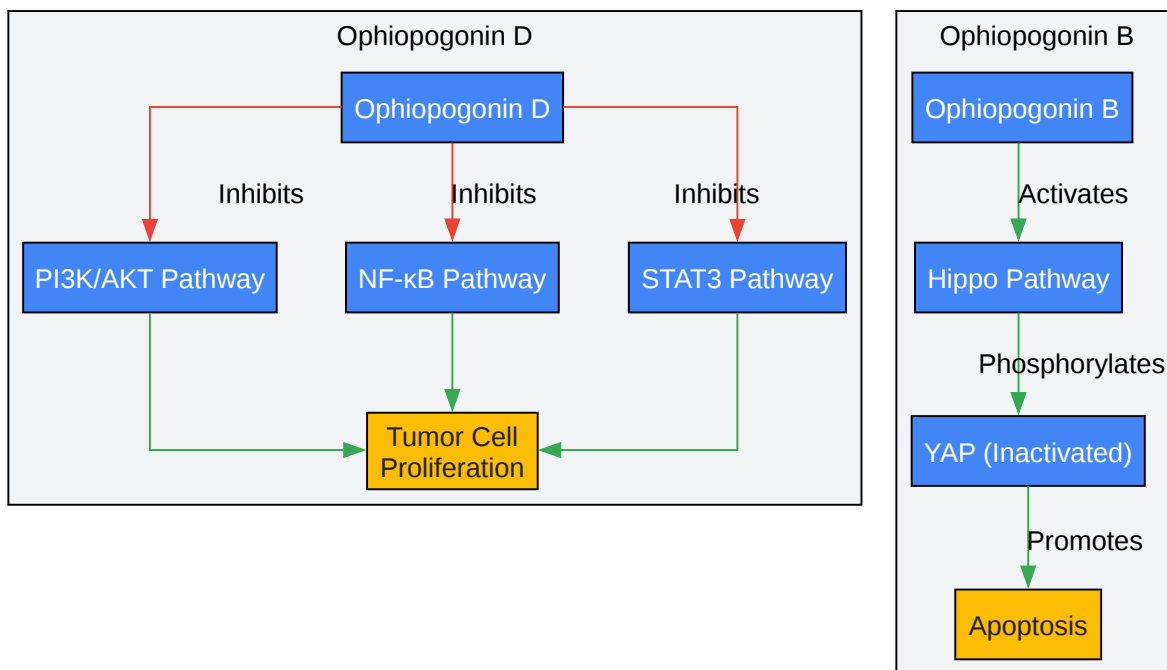 Ophiopogonin D
Ophiopogonin D
Inhibits
Inhibits
Inhibits
PI3K/AKT Pathway
NF-κB Pathway
STAT3 Pathway
Tumor Cell
Proliferation
Ophiopogonin B
Ophiopogonin B
Activates
Hippo Pathway
Phosphorylates
YAP (Inactivated)
Promotes
Apoptosis